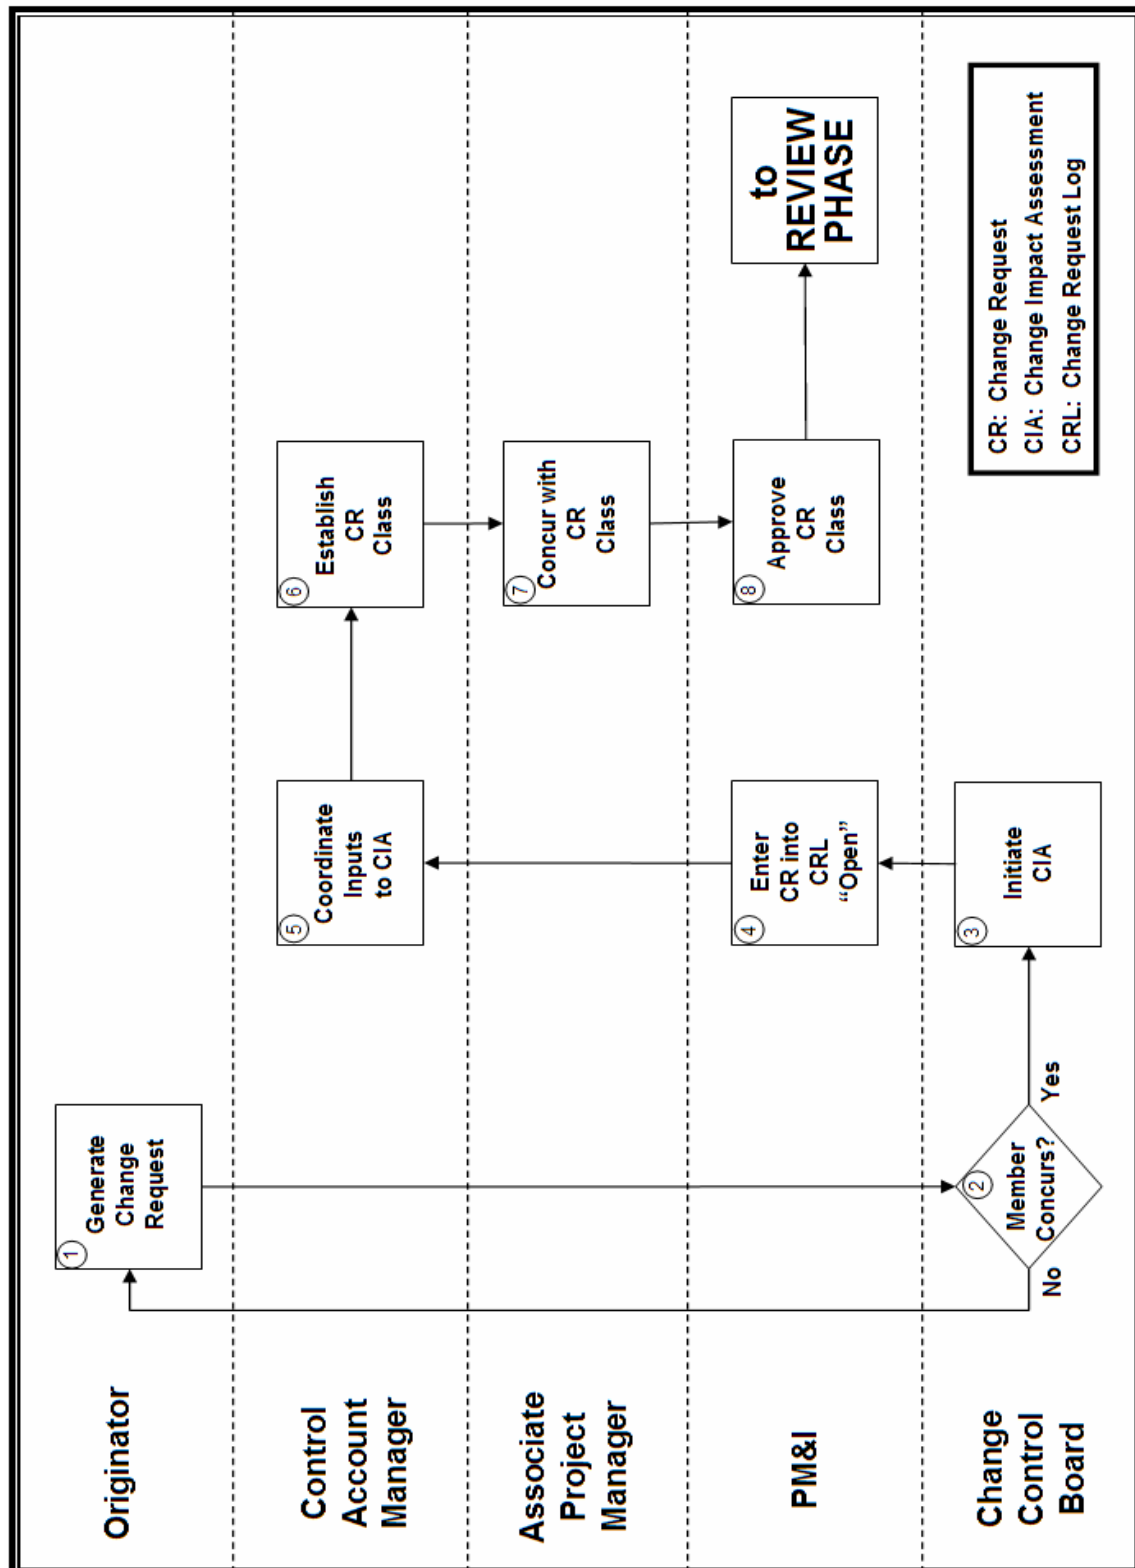 Originator
1
Generate
Change
Request
Control
Account
Manager
5
Coordinate
Inputs
to CIA
6
Establish
CR
Class
Associate
Project
Manager
7
Concur with
CR
Class
PM&I
4
Enter
CR into
CRL
“Open”
8
Approve
CR
Class
to
REVIEW
PHASE
Change
Control
Board
No
2
Member
Concurs?
Yes
3
Initiate
CIA
CR: Change Request
CIA: Change Impact Assessment
CRL: Change Request Log